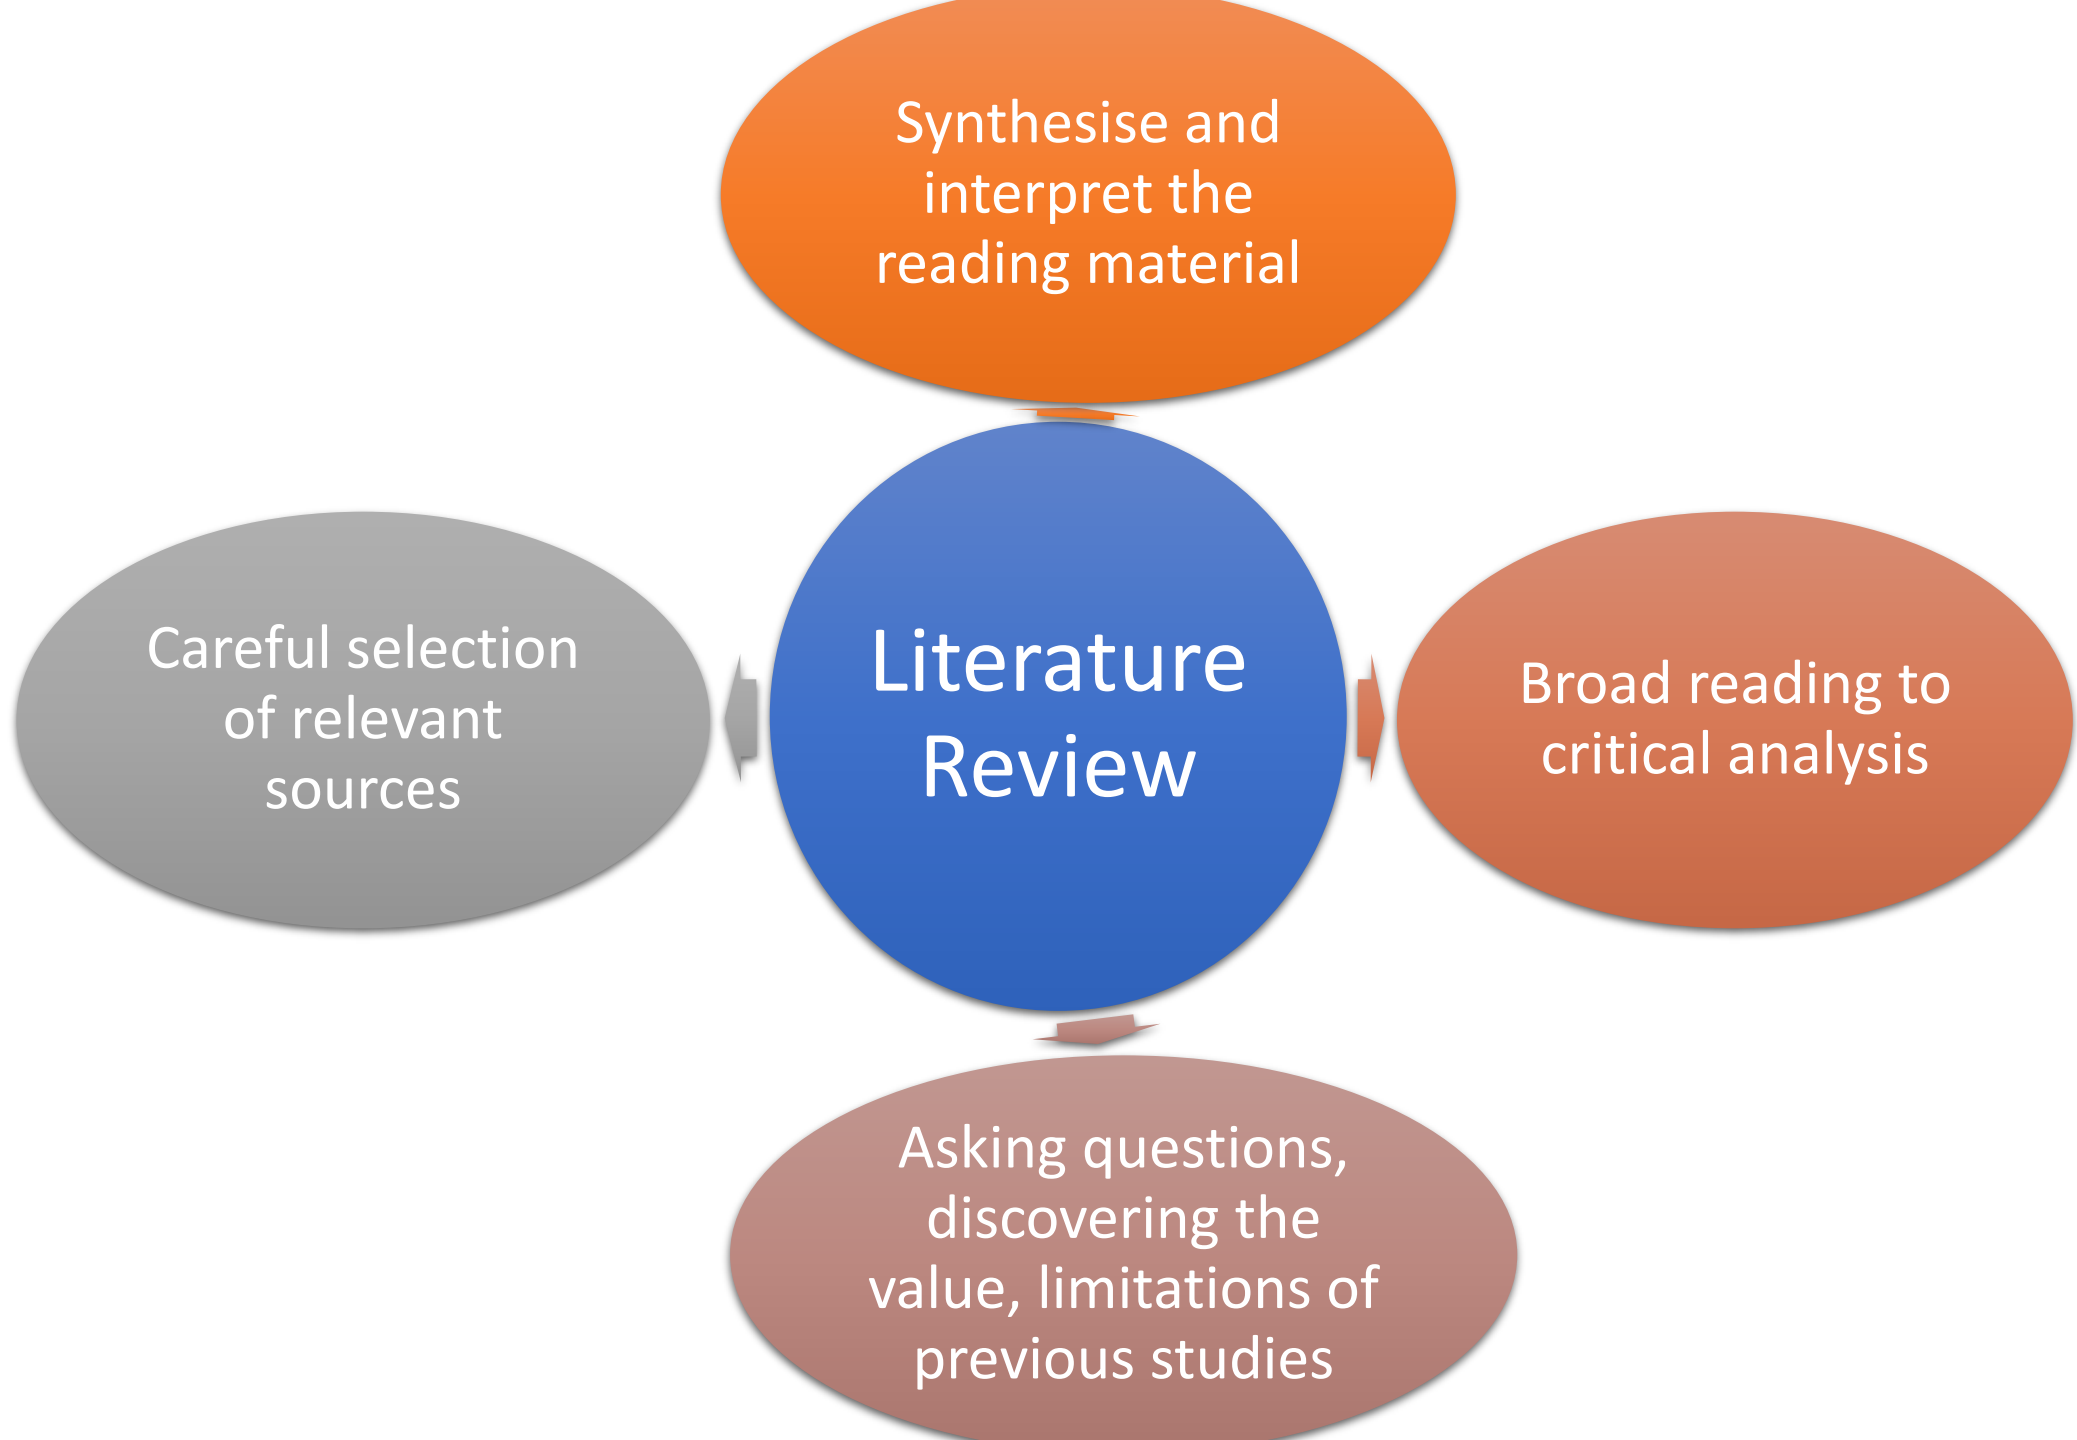 Synthesise and
interpret the
reading material
Careful selection
of relevant
sources
Literature
Review
Broad reading to
critical analysis
Asking questions,
discovering the
value, limitations of
previous studies